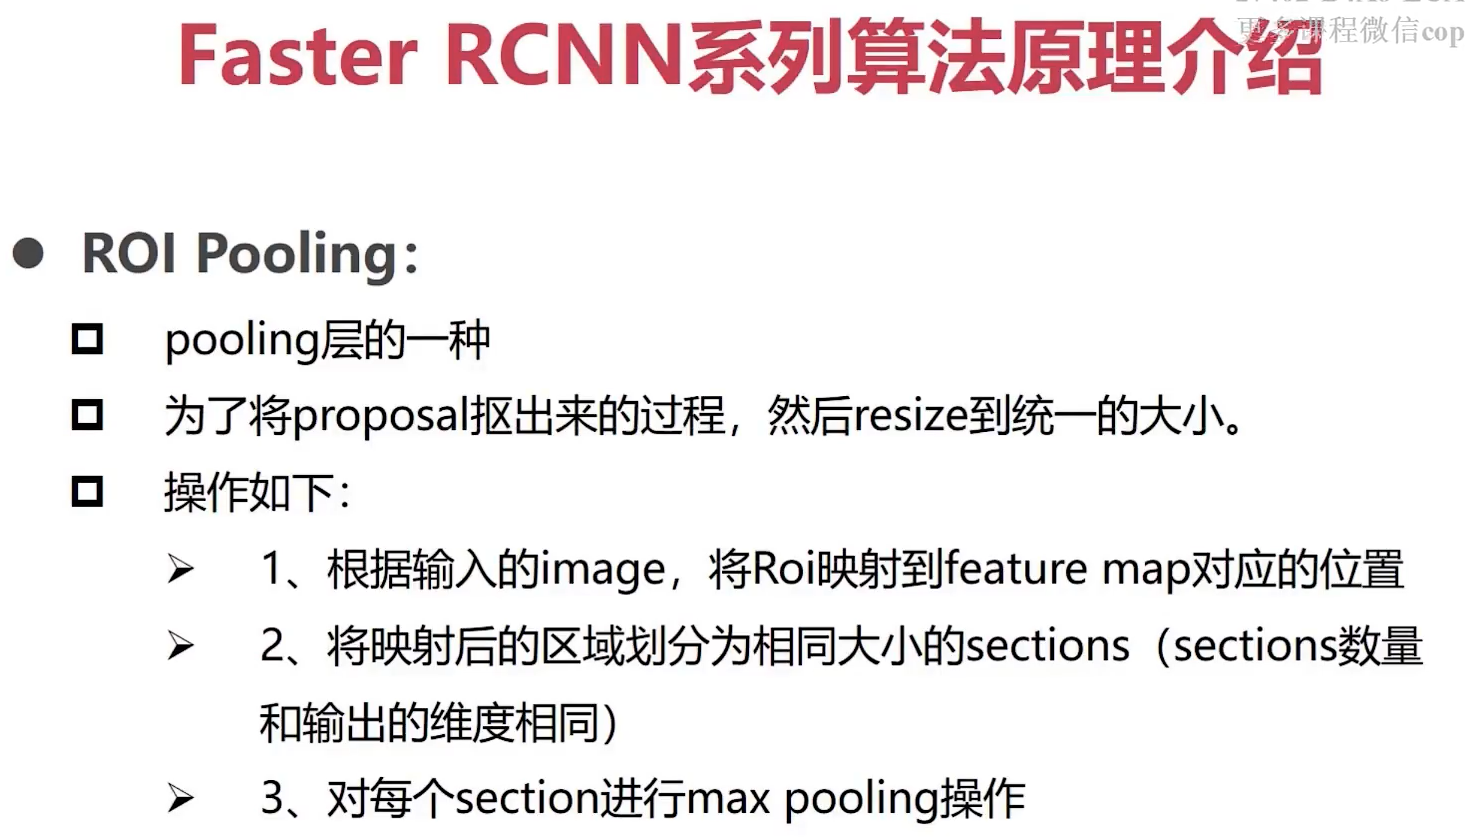 更多课程微信cop
Faster RCNN系列算法原理介绍
ROI Pooling：
pooling层的一种
为了将proposal抠出来的过程，然后resize到统一的大小。
操作如下：
1、根据输入的image，将Roi映射到feature map对应的位置
2、将映射后的区域划分为相同大小的sections（sections数量
和输出的维度相同）
3、对每个section进行max pooling操作